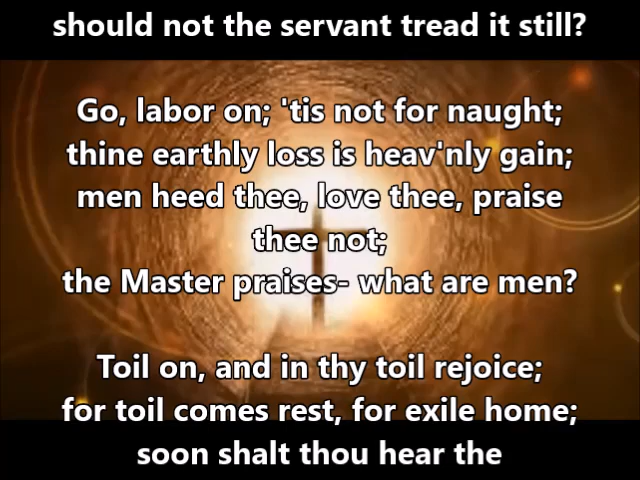 should not the servant tread it still?
Go, labor on; 'tis not for naught;
thine earthly loss is heav'nly gain;
men heed thee, love thee, praise
thee not;
the Master praises- what are men?
Toil on, and in thy toil rejoice;
for toil comes rest, for exile home;
soon shalt thou hear the